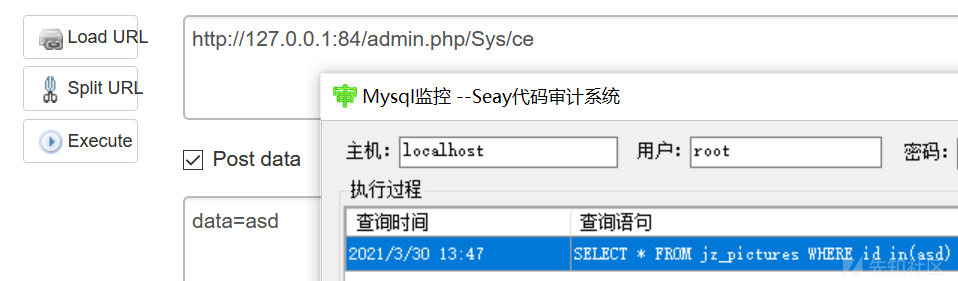 Load URL
http://127.0.0.1:84/admin.php/Sys/ce
Split URL
Mysql监控 --Seay代码审计系统
Execute
主机: localhost 用户: root 密码:
Post data
执行过程
查询时间 查询语句
data=asd
2021/3/30 13:47 SELECT * FROM jz_pictures WHERE id in(asd)
先知社区